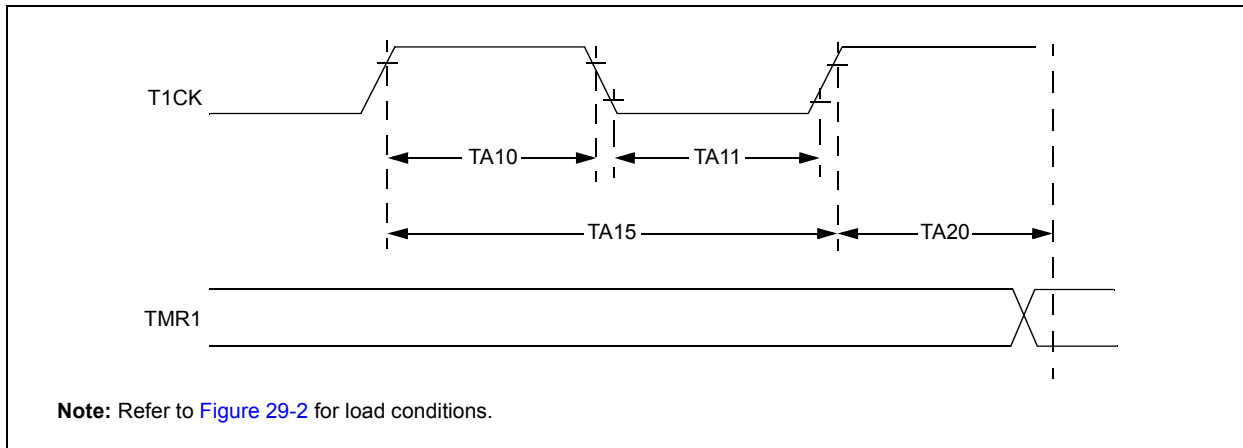 T1CK
TA10
TA11
TA15
TA20
TMR1
Note: Refer to Figure 29-2 for load conditions.